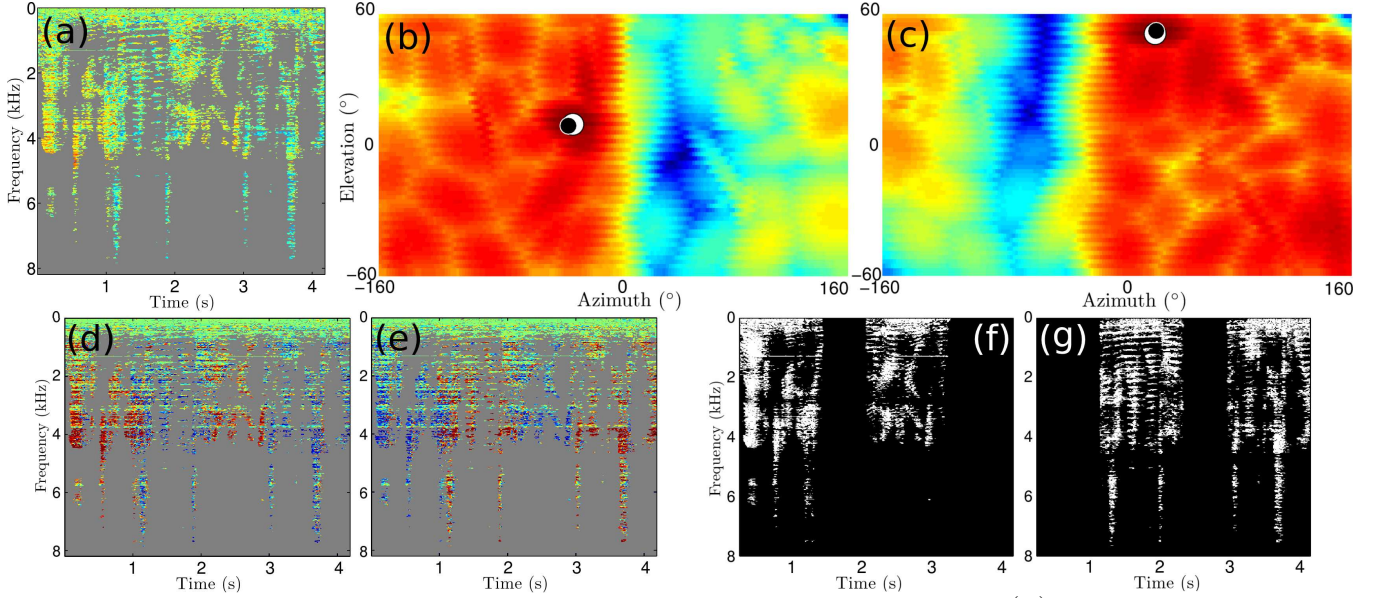 (a)
0
2
4
6
8
Frequency (kHz)
1 2 3 4
Time (s)
(b)
60
0
−60
Elevation (°)
−160 0 160
Azimuth (°)
(c)
60
0
−60
−160 0 160
Azimuth (°)
(d)
0
2
4
6
8
Frequency (kHz)
1 2 3 4
Time (s)
(e)
0
2
4
6
8
1 2 3 4
Time (s)
(f)
0
2
4
6
8
Frequency (kHz)
1 2 3 4
Time (s)
(g)
0
2
4
6
8
1 2 3 4
Time (s)